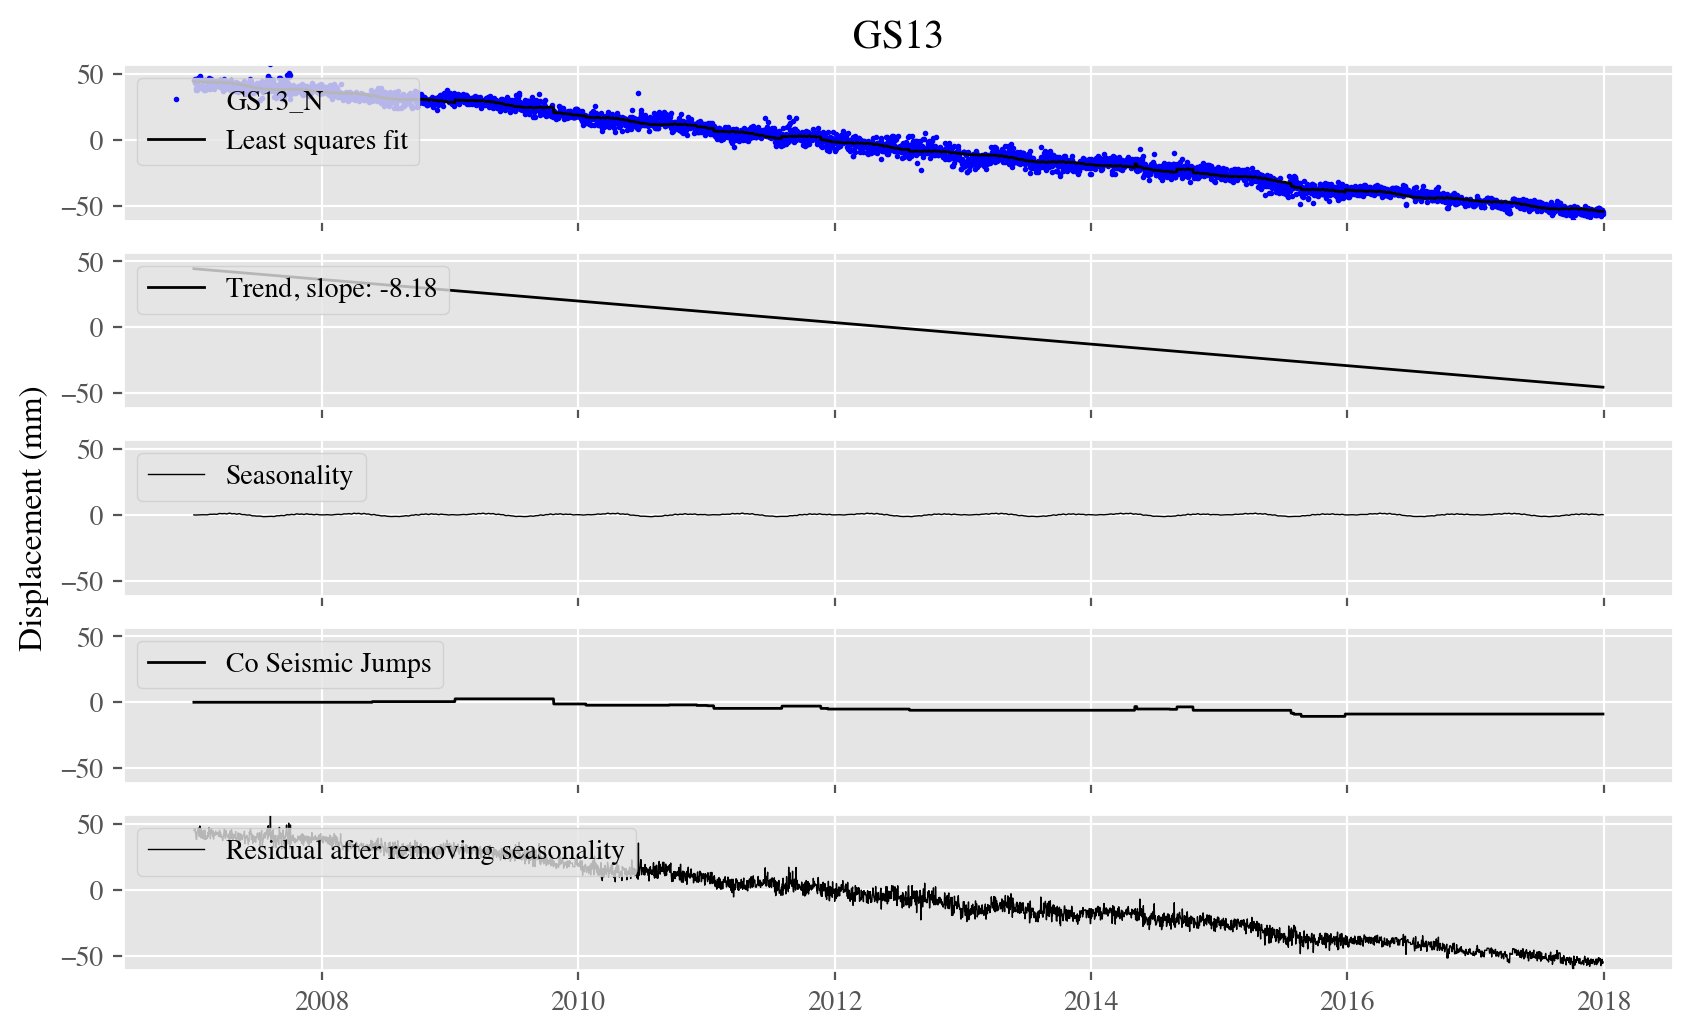 GS13
50
0
−50
GS13_N
Least squares fit
50
0
−50
Trend, slope: -8.18
Displacement (mm)
50
0
−50
Seasonality
50
0
−50
Co Seismic Jumps
50
0
−50
Residual after removing seasonality
2008 2010 2012 2014 2016 2018